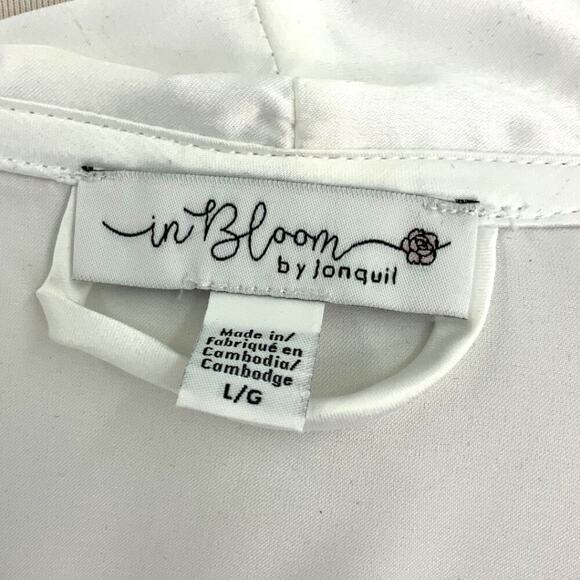 in Bloom
by Jonquil
Made in/
Fabriqué en
Cambodia/
Cambodge
L/G